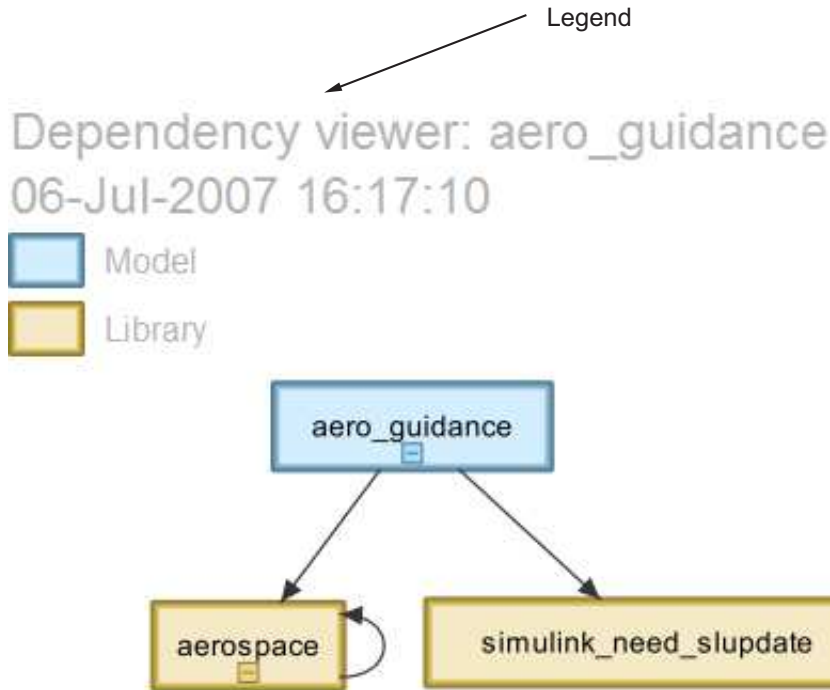 Legend
Dependency viewer: aero_guidance
06-Jul-2007 16:17:10
Model
Library
aero_guidance
aerospace
simulink_need_slupdate